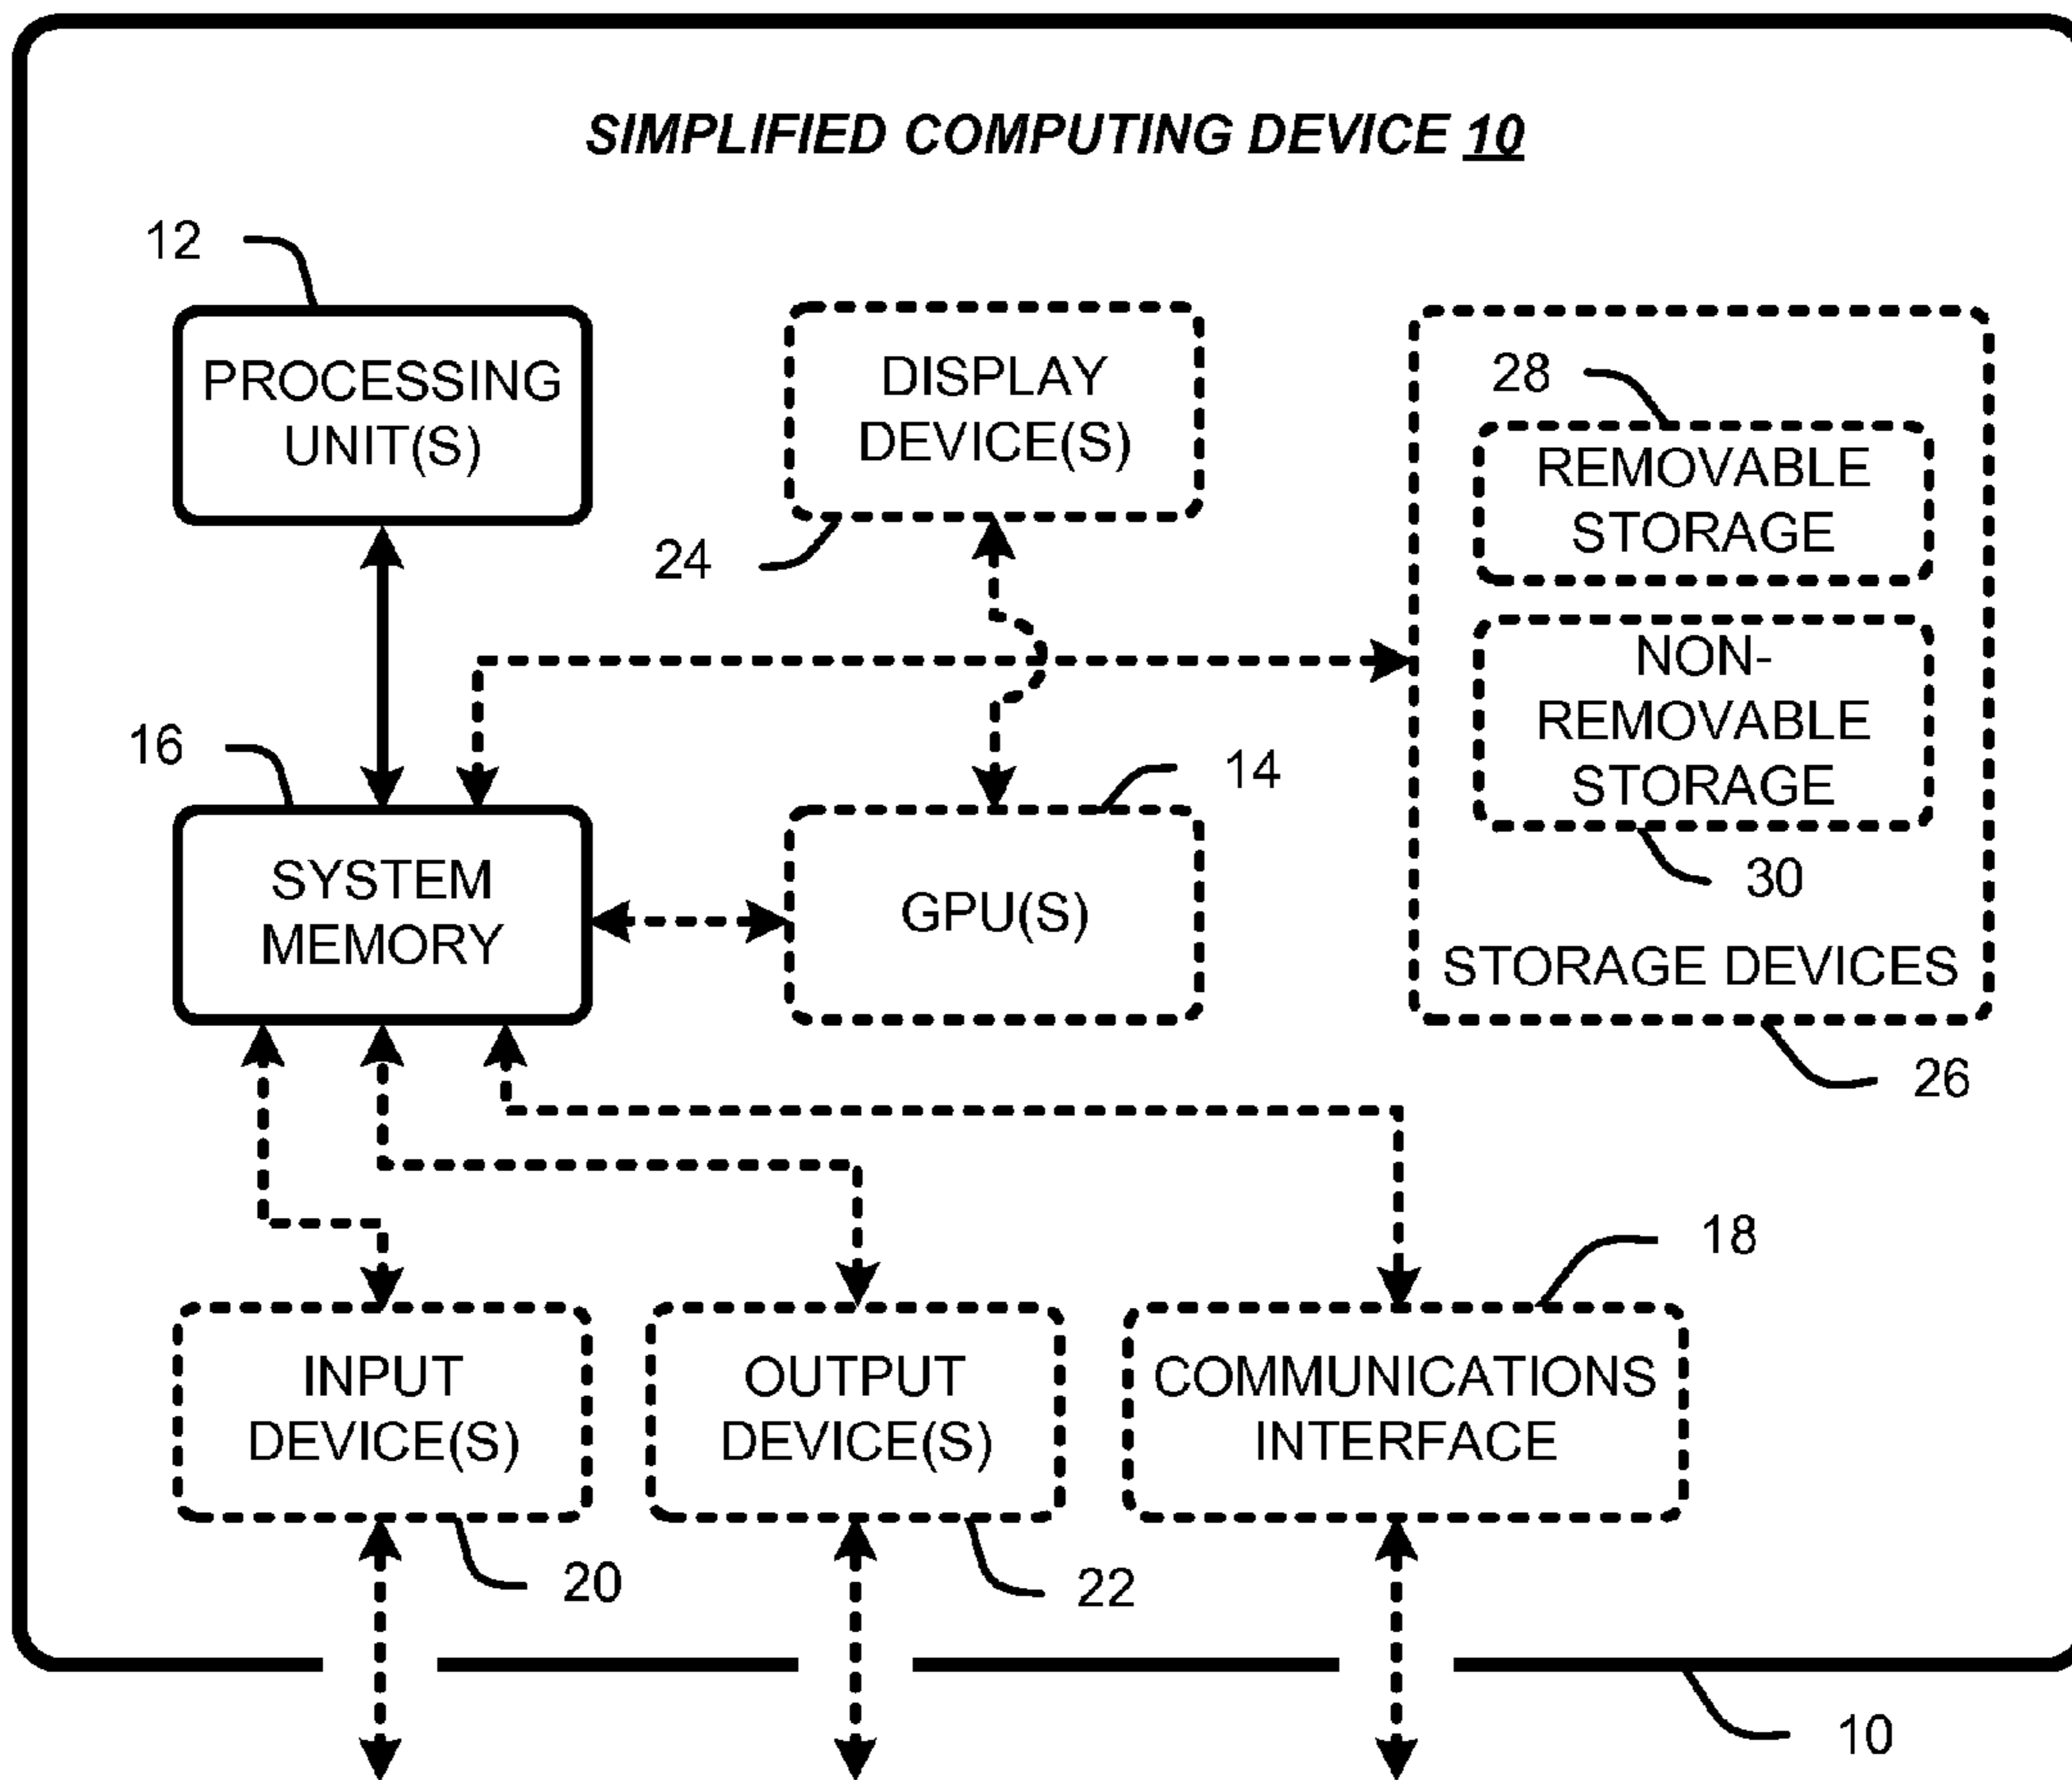 SIMPLIFIED COMPUTING DEVICE 10
12
PROCESSING
UNIT(S)
DISPLAY
DEVICE(S)
24
28
REMOVABLE
STORAGE
NON-
REMOVABLE
STORAGE
30
STORAGE DEVICES
26
16
SYSTEM
MEMORY
14
GPU(S)
18
INPUT
DEVICE(S)
20
OUTPUT
DEVICE(S)
22
COMMUNICATIONS
INTERFACE
10